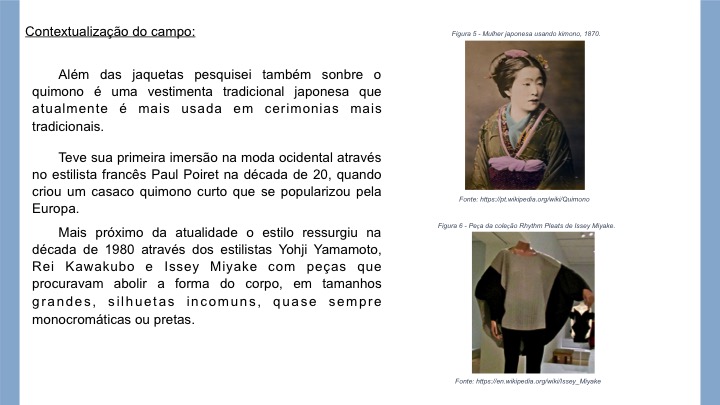 Contextualização do campo:
Além das jaquetas pesquisei também sonbre o
quimono é uma vestimenta tradicional japonesa que
atualmente é mais usada em cerimonias mais
tradicionais.
Teve sua primeira imersão na moda ocidental através
no estilista francês Paul Poiret na década de 20, quando
criou um casaco quimono curto que se popularizou pela
Europa.
Mais próximo da atualidade o estilo ressurgiu na
década de 1980 através dos estilistas Yohji Yamamoto,
Rei Kawakubo e Issey Miyake com peças que
procuravam abolir a forma do corpo, em tamanhos
grandes, silhuetas incomuns, quase sempre
monocromáticas ou pretas.
Figura 5 - Mulher japonesa usando kimono, 1870.
Fonte: https://pt.wikipedia.org/wiki/Quimono
Figura 6 - Peça da coleção Rhythm Pleats de Issey Miyake.
Fonte: https://en.wikipedia.org/wiki/Issey_Miyake